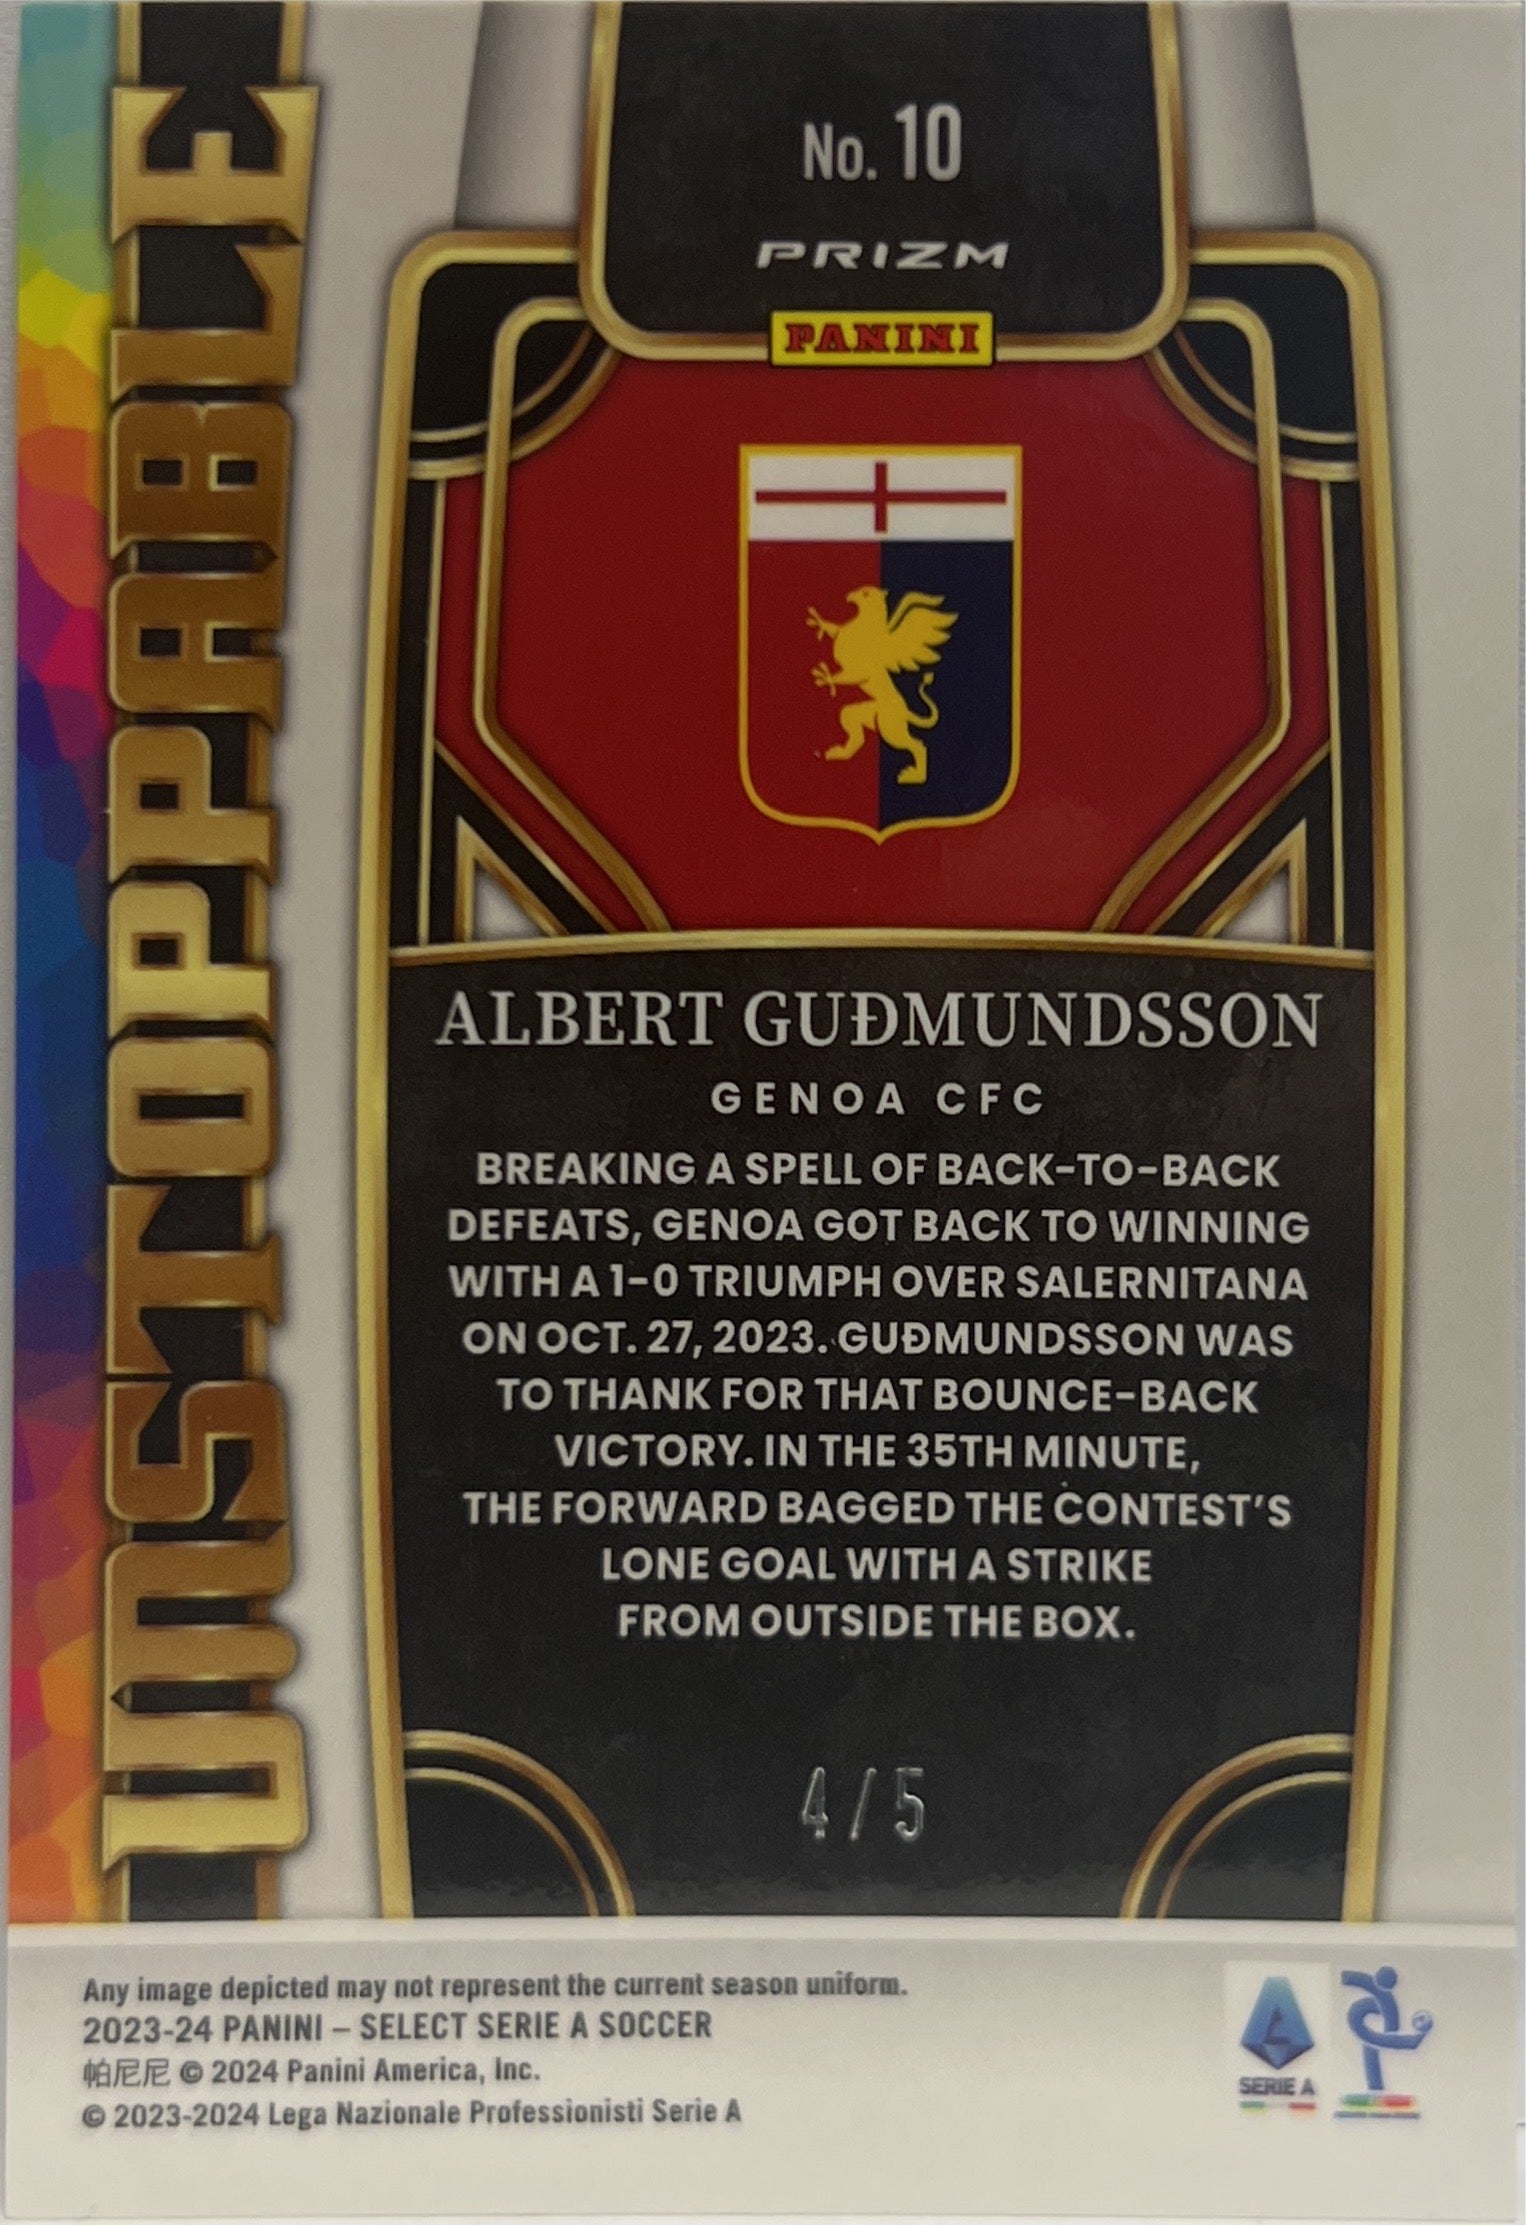 UNSTOPPABLE
No. 10
PRIZM
PANINI
ALBERT GUÐMUNDSSON
GENOA CFC
BREAKING A SPELL OF BACK-TO-BACK
DEFEATS, GENOA GOT BACK TO WINNING
WITH A 1-0 TRIUMPH OVER SALERNITANA
ON OCT. 27, 2023. GUÐMUNDSSON WAS
TO THANK FOR THAT BOUNCE-BACK
VICTORY. IN THE 35TH MINUTE,
THE FORWARD BAGGED THE CONTEST'S
LONE GOAL WITH A STRIKE
FROM OUTSIDE THE BOX.
4/5
Any image depicted may not represent the current season uniform.
2023-24 PANINI – SELECT SERIE A SOCCER
帕尼尼 © 2024 Panini America, Inc.
© 2023-2024 Lega Nazionale Professionisti Serie A
SERIE A